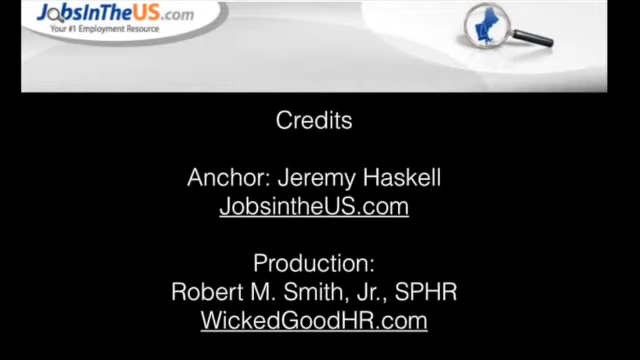 JobsInTheUS.com
Your #1 Employment Resource
Credits
Anchor: Jeremy Haskell
JobsintheUS.com
Production:
Robert M. Smith, Jr., SPHR
WickedGoodHR.com